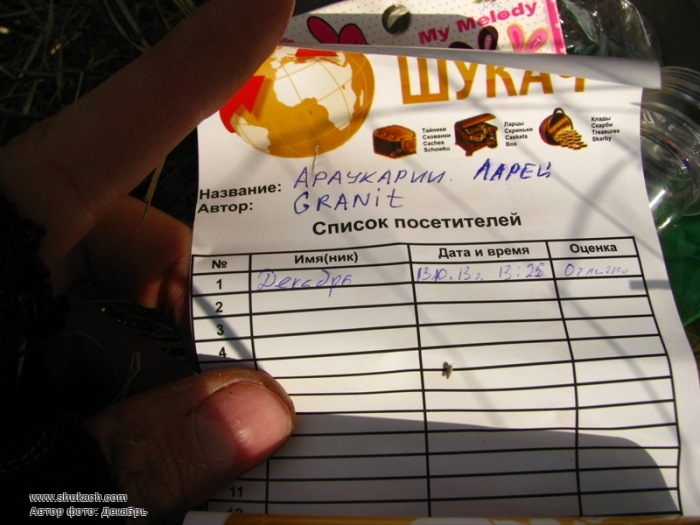 My Melody
ШУКАЧ
Тайники
Сховані
Caches
Schowku
Ларцы
Скриньки
Caskets
Box
Клады
Скарби
Treasures
Skarby
Название: АРАУКАРИИ. ЛАРЕЦ
Автор: GRANIt
Список посетителей
№ Имя(ник) Дата и время Оценка
1 Декабрь 13.10.13г. 13:25 Отлично
2
3
4
11
www.shukach.com
Автор фото: Декабрь